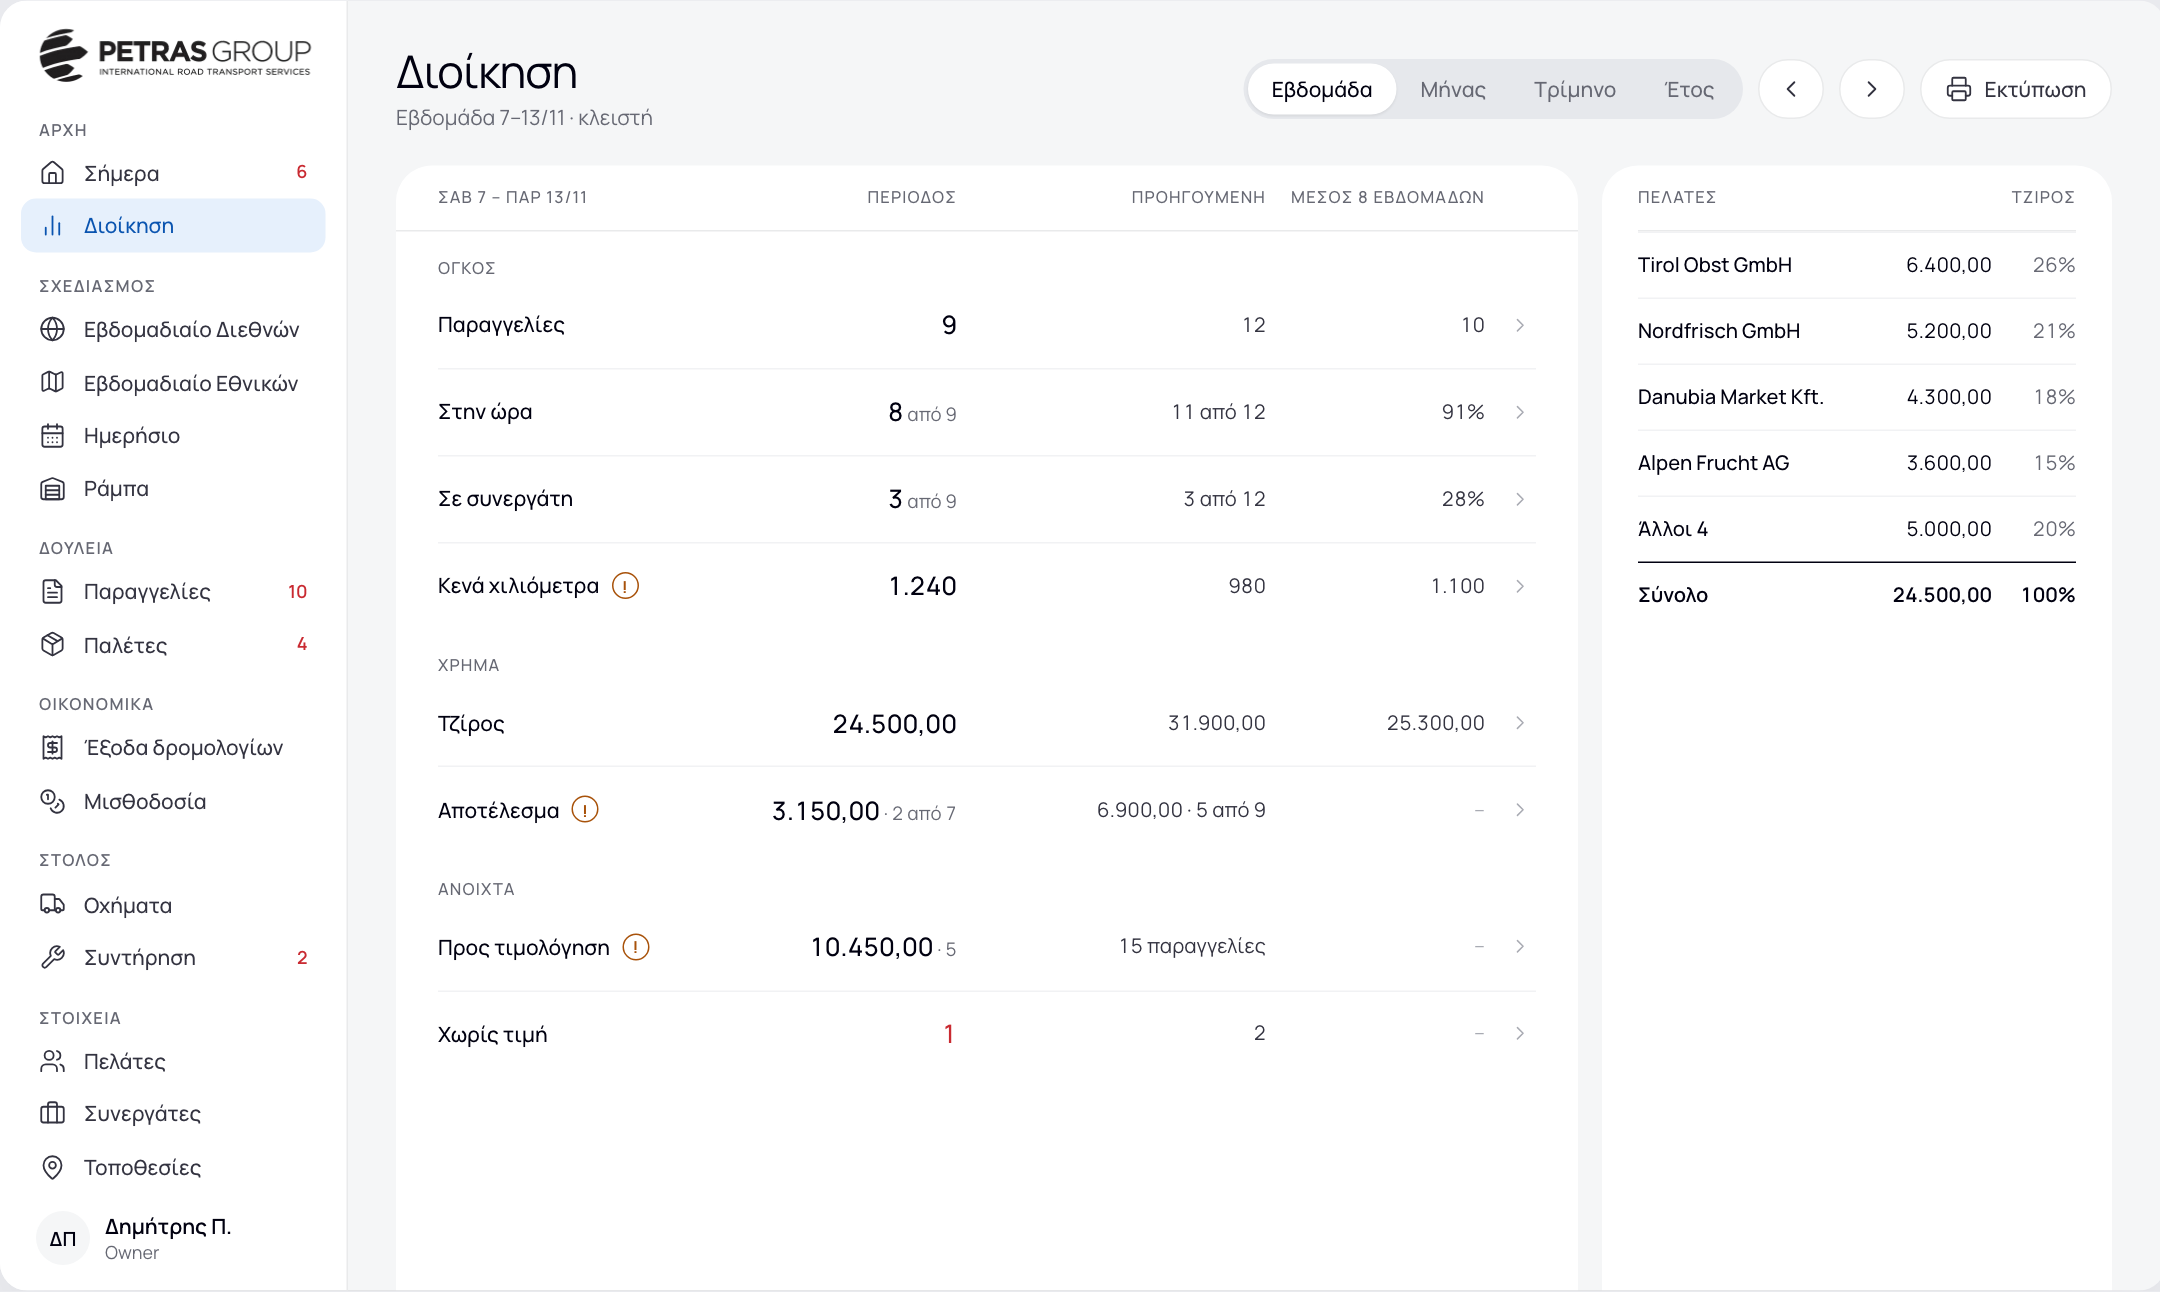 PETRAS GROUP
INTERNATIONAL ROAD TRANSPORT SERVICES
ΑΡΧΗ
Σήμερα 6
Διοίκηση
ΣΧΕΔΙΑΣΜΟΣ
Εβδομαδιαίο Διεθνών
Εβδομαδιαίο Εθνικών
Ημερήσιο
Ράμπα
ΔΟΥΛΕΙΑ
Παραγγελίες 10
Παλέτες 4
ΟΙΚΟΝΟΜΙΚΑ
Έξοδα δρομολογίων
Μισθοδοσία
ΣΤΟΛΟΣ
Οχήματα
Συντήρηση 2
ΣΤΟΙΧΕΙΑ
Πελάτες
Συνεργάτες
Τοποθεσίες
ΔΠ
Δημήτρης Π.
Owner
Διοίκηση
Εβδομάδα 7–13/11 · κλειστή
Εβδομάδα Μήνας Τρίμηνο Έτος
Εκτύπωση
ΣΑΒ 7 – ΠΑΡ 13/11 ΠΕΡΙΟΔΟΣ ΠΡΟΗΓΟΥΜΕΝΗ ΜΕΣΟΣ 8 ΕΒΔΟΜΑΔΩΝ
ΟΓΚΟΣ
Παραγγελίες 9 12 10
Στην ώρα 8 από 9 11 από 12 91%
Σε συνεργάτη 3 από 9 3 από 12 28%
Κενά χιλιόμετρα 1.240 980 1.100
ΧΡΗΜΑ
Τζίρος 24.500,00 31.900,00 25.300,00
Αποτέλεσμα 3.150,00 · 2 από 7 6.900,00 · 5 από 9 –
ΑΝΟΙΧΤΑ
Προς τιμολόγηση 10.450,00 · 5 15 παραγγελίες –
Χωρίς τιμή 1 2 –
ΠΕΛΑΤΕΣ ΤΖΙΡΟΣ
Tirol Obst GmbH 6.400,00 26%
Nordfrisch GmbH 5.200,00 21%
Danubia Market Kft. 4.300,00 18%
Alpen Frucht AG 3.600,00 15%
Άλλοι 4 5.000,00 20%
Σύνολο 24.500,00 100%